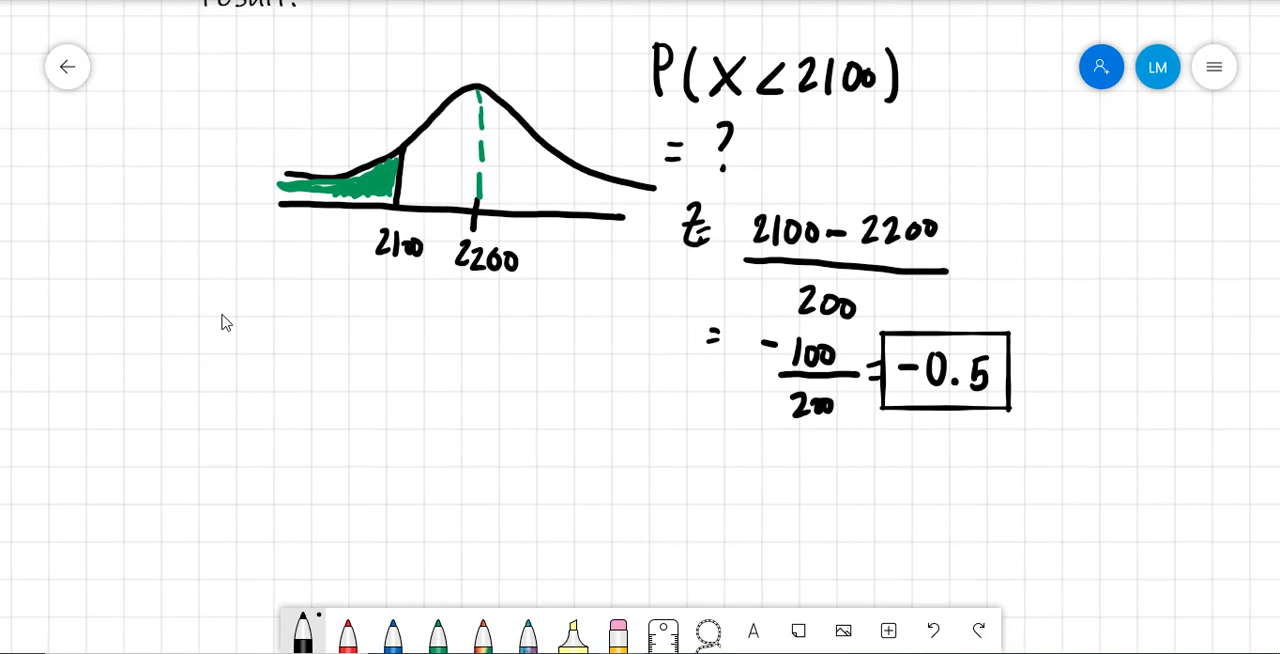 P(X < 2100)
= ?
2100 2200
z = 2100 - 2200
200
= -100 = -0.5
200
LM
A